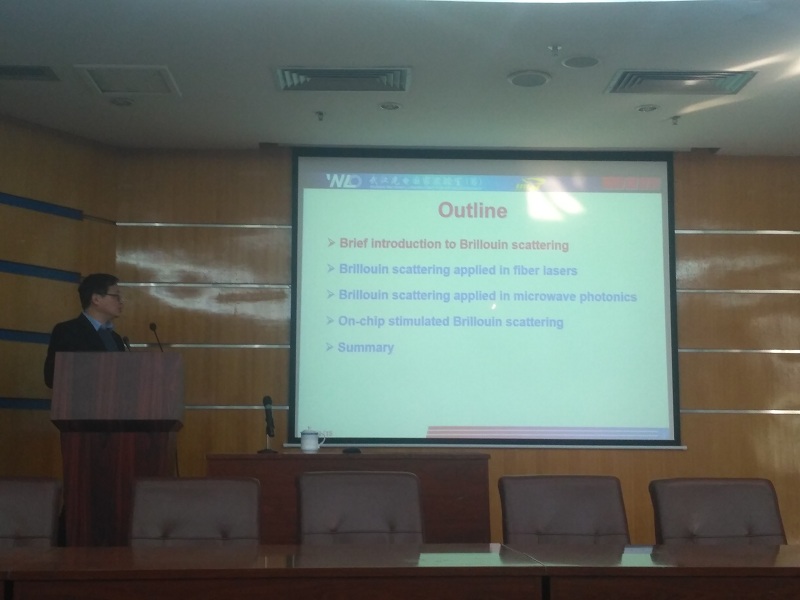 WNLO
Outline
➢ Brief introduction to Brillouin scattering
➢ Brillouin scattering applied in fiber lasers
➢ Brillouin scattering applied in microwave photonics
➢ On-chip stimulated Brillouin scattering
➢ Summary